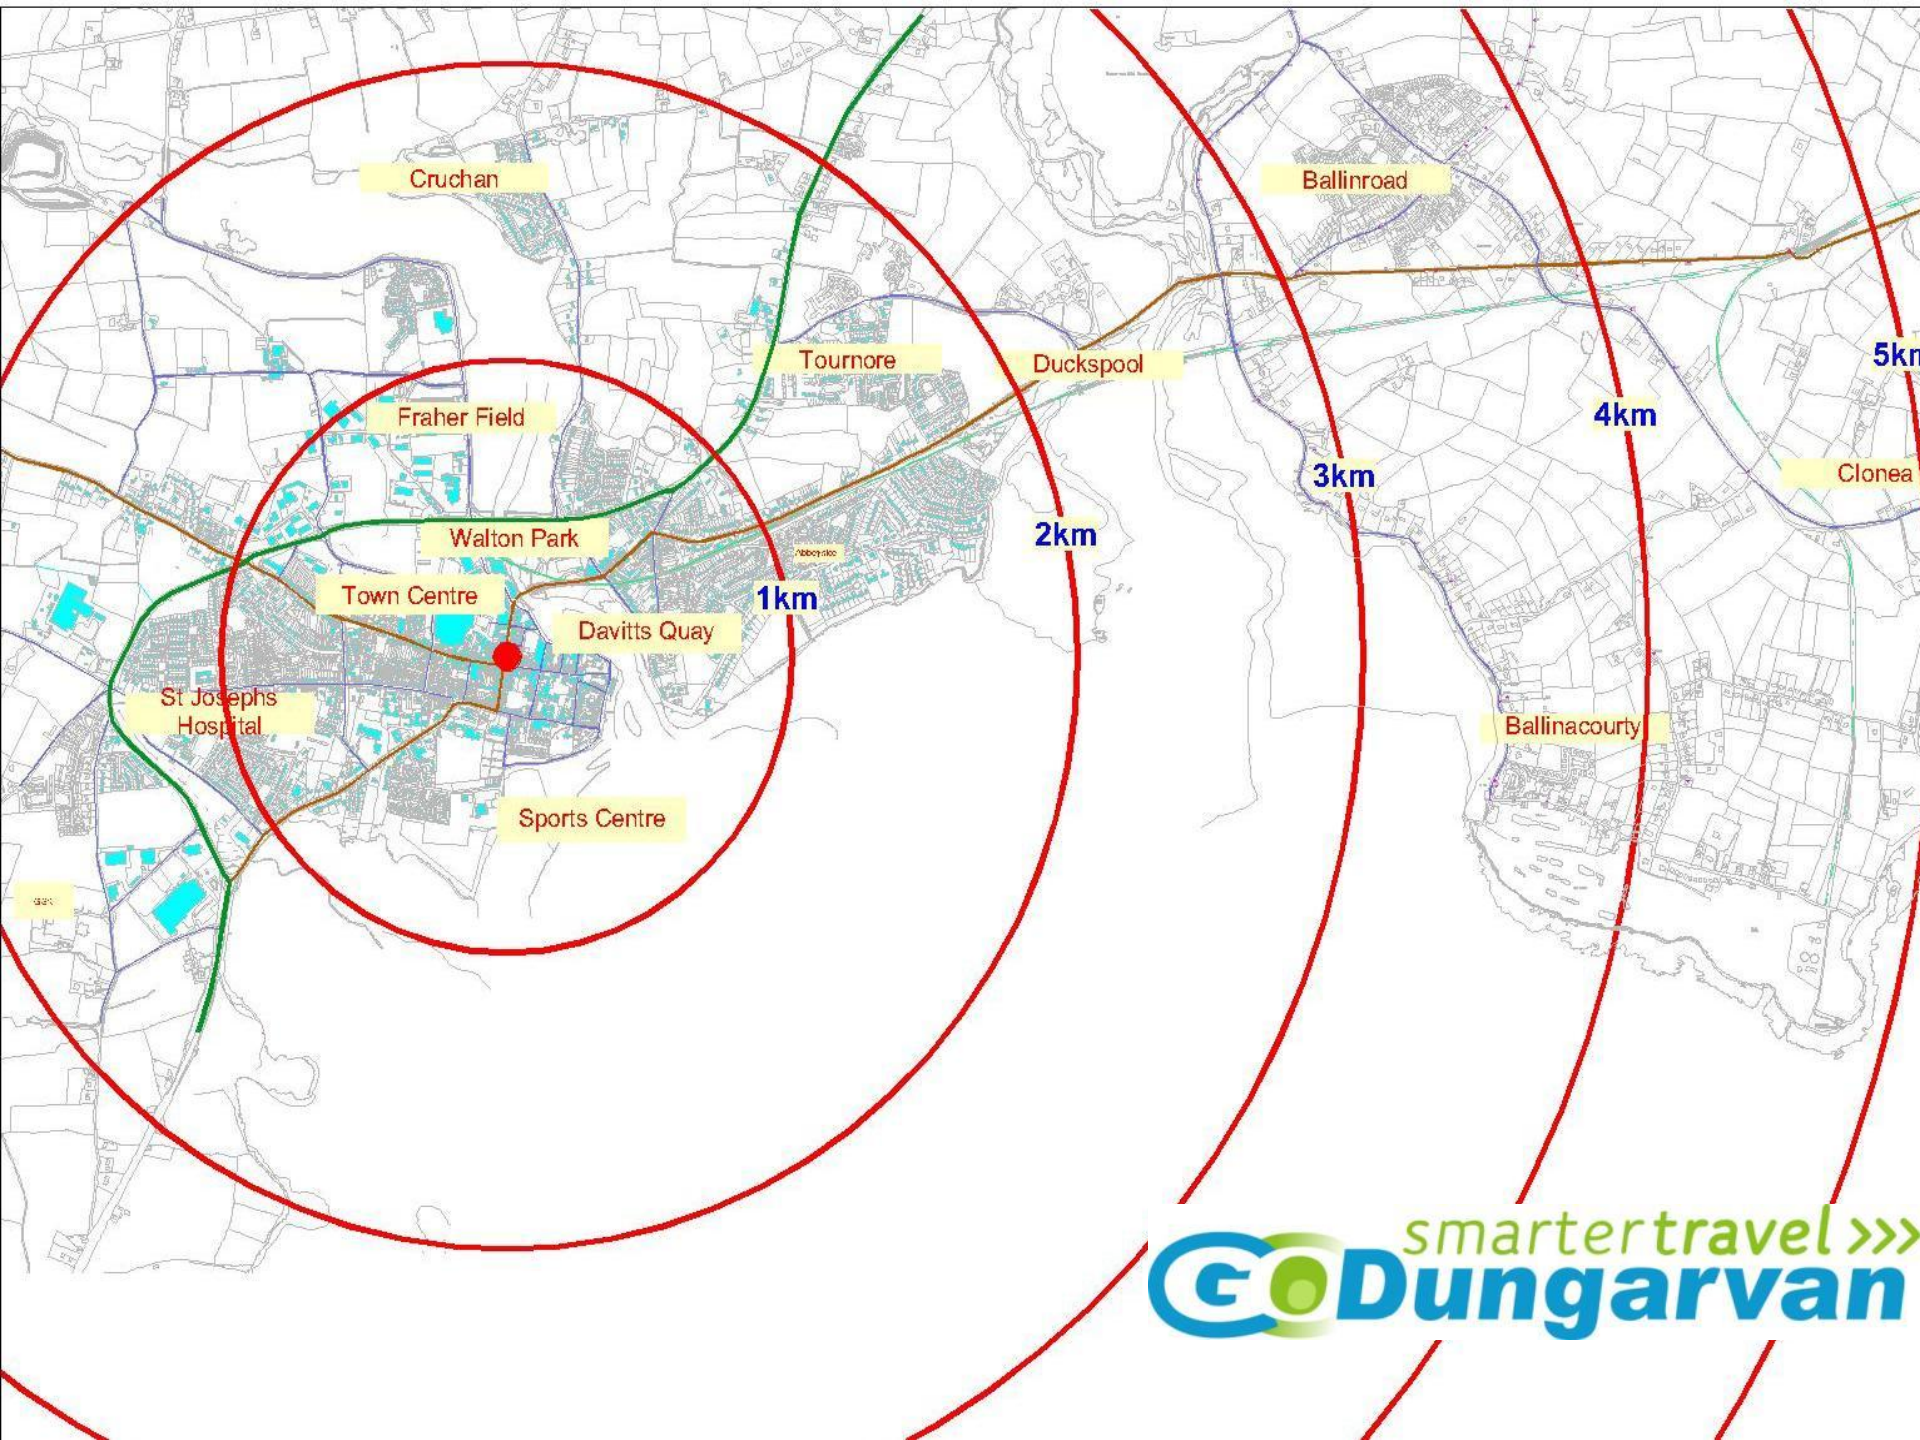 Cruchan
Ballinroad
Tournore
Duckspool
5km
Fraher Field
4km
3km
Clonea
Walton Park
2km
Abbeyside
Town Centre
1km
Davitts Quay
St Josephs
Hospital
Ballinacourty
Sports Centre
smartertravel >>>
GoDungarvan